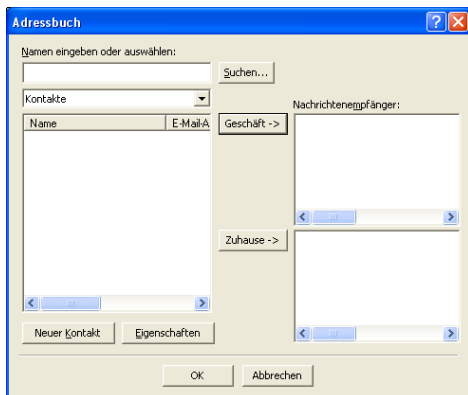 Adressbuch
Namen eingeben oder auswählen:
Suchen...
Kontakte
Nachrichtenempfänger:
Name E-Mail-A
Geschäft ->
Zuhause ->
Neuer Kontakt Eigenschaften
OK Abbrechen